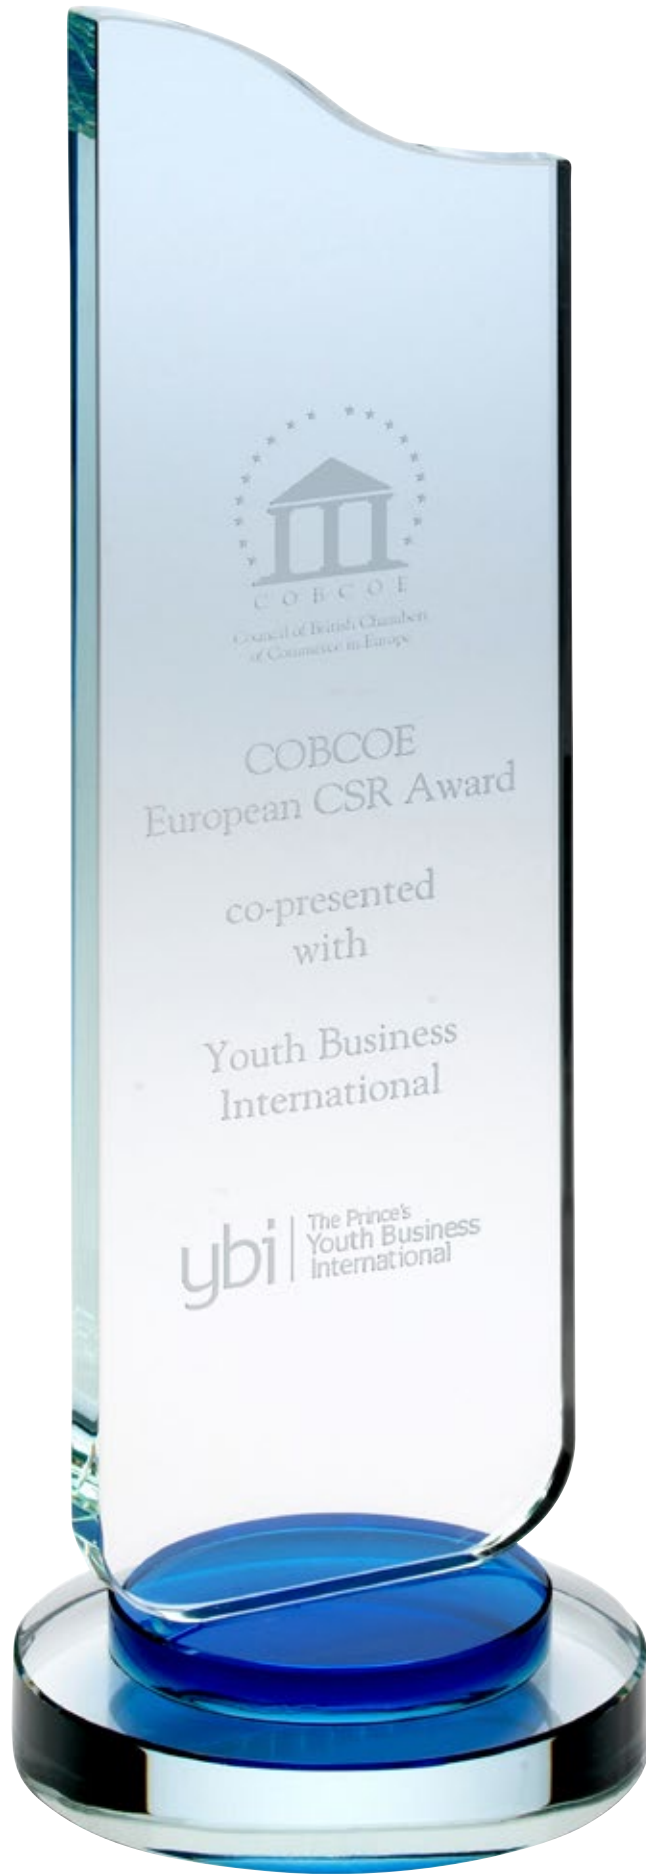 COBCOE
Council of British Chambers
of Commerce in Europe
COBCOE
European CSR Award
co-presented
with
Youth Business
International
ybi
The Prince's
Youth Business
International